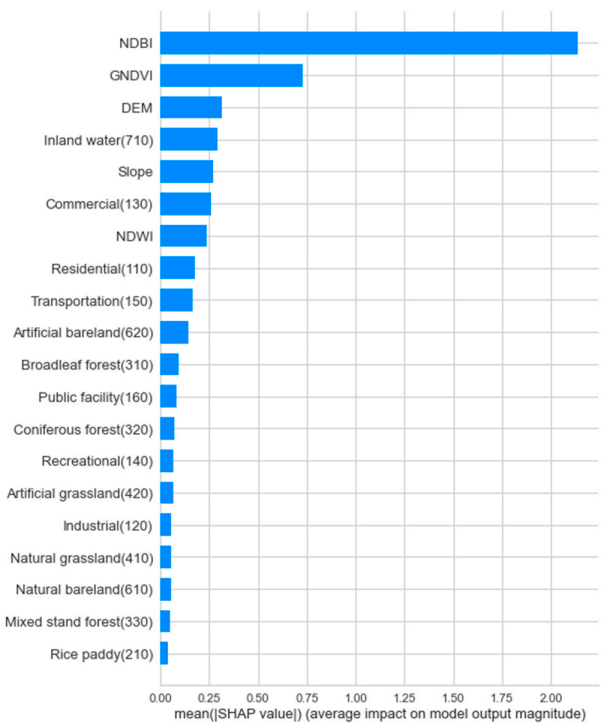 NDBI
GNDVI
DEM
Inland water(710)
Slope
Commercial(130)
NDWI
Residential(110)
Transportation(150)
Artificial bareland(620)
Broadleaf forest(310)
Public facility(160)
Coniferous forest(320)
Recreational(140)
Artificial grassland(420)
Industrial(120)
Natural grassland(410)
Natural bareland(610)
Mixed stand forest(330)
Rice paddy(210)
0.00 0.25 0.50 0.75 1.00 1.25 1.50 1.75 2.00
mean(|SHAP value|) (average impact on model output magnitude)